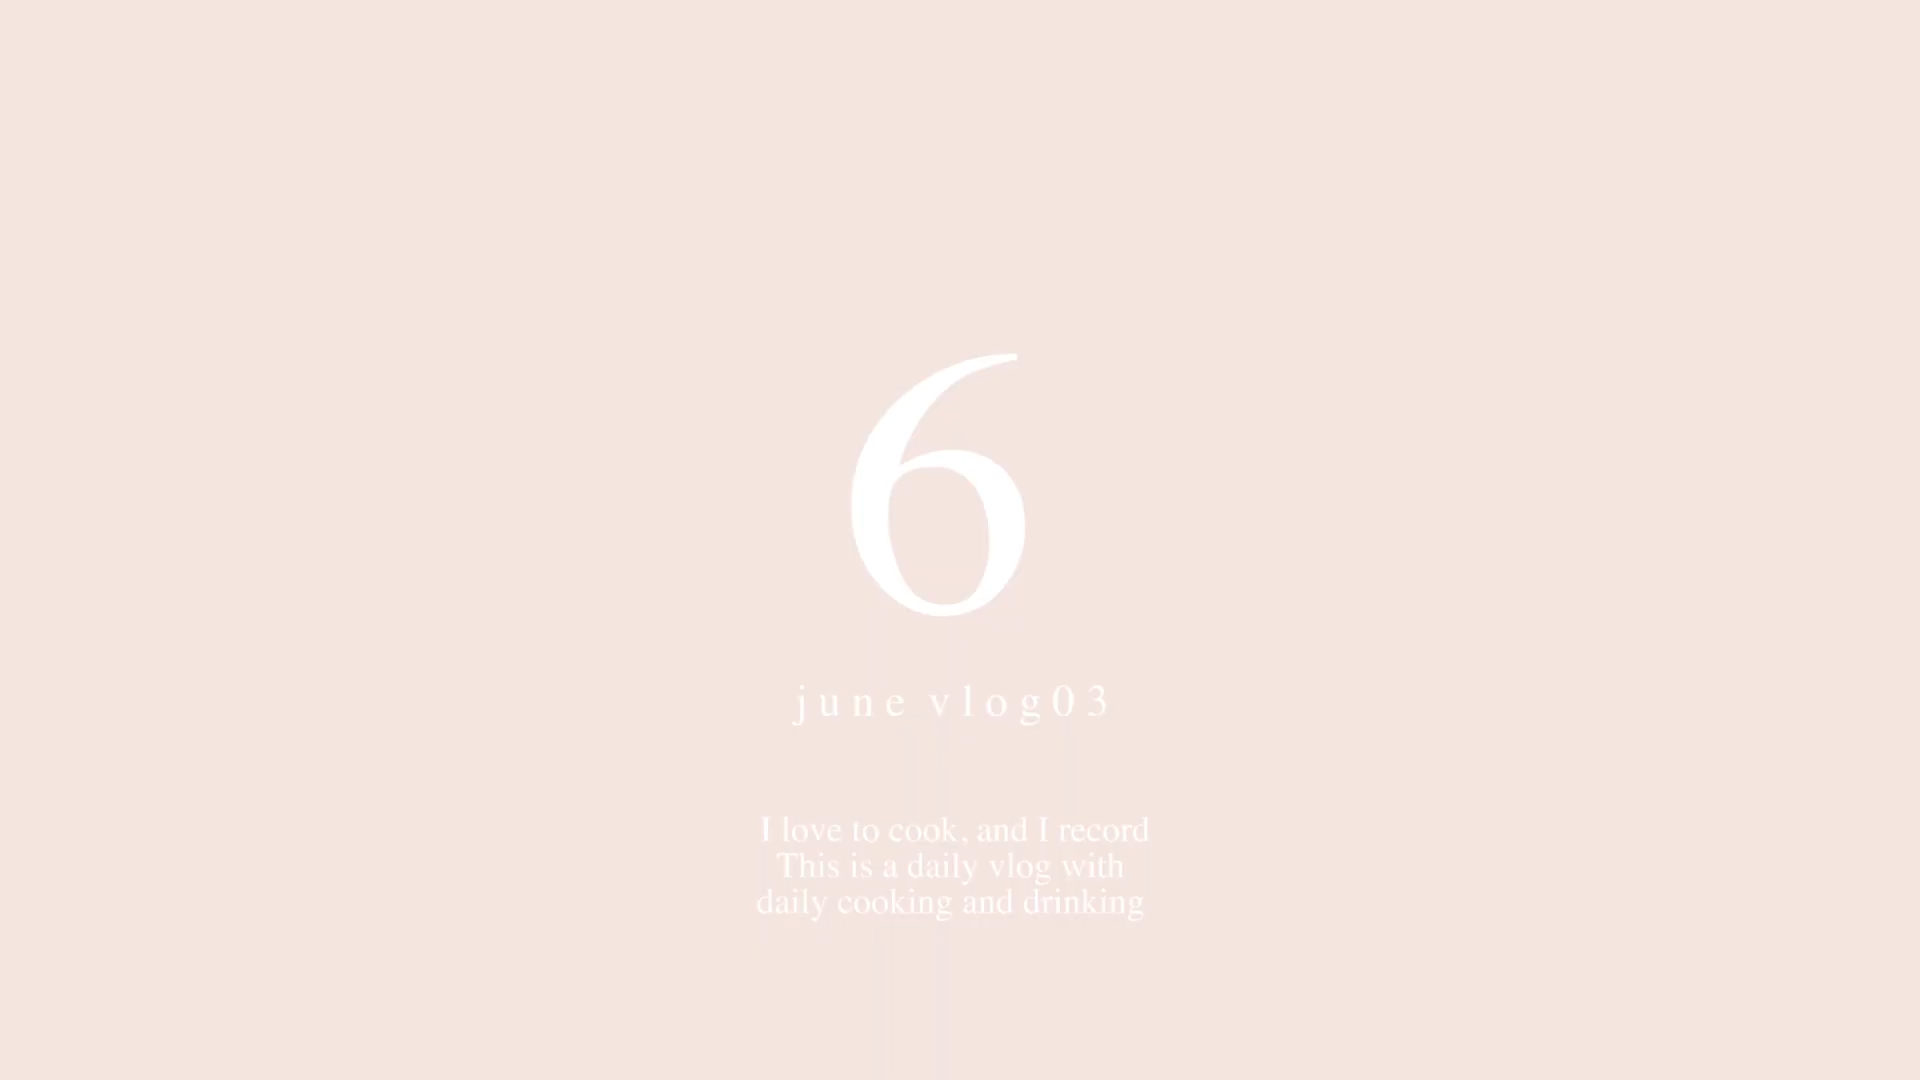 6
june vlog03
I love to cook, and I record
This is a daily vlog with
daily cooking and drinking